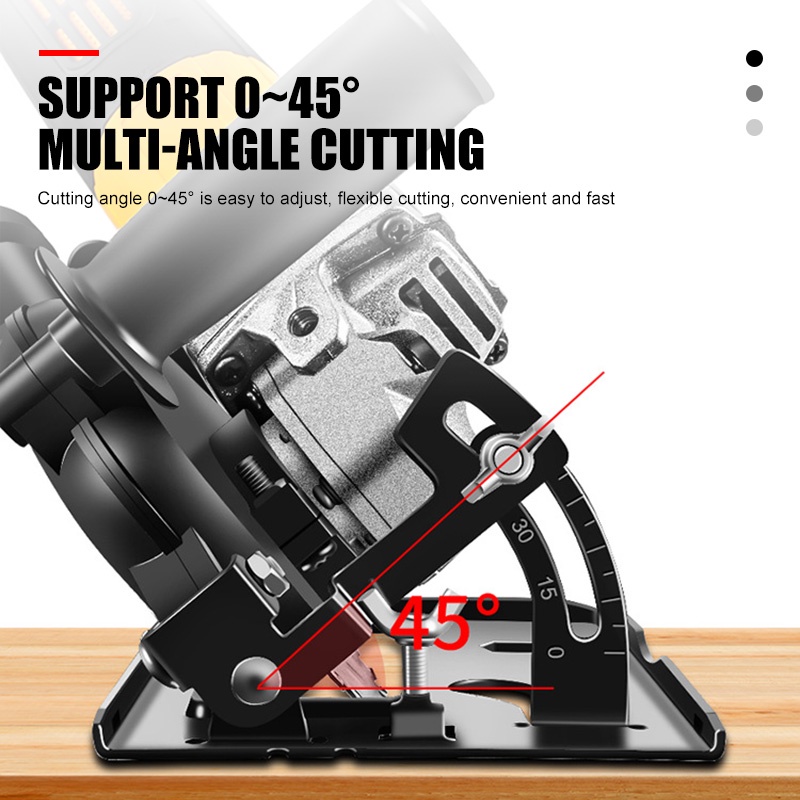 SUPPORT 0~45°
MULTI-ANGLE CUTTING
Cutting angle 0~45° is easy to adjust, flexible cutting, convenient and fast
30
15
45°
0